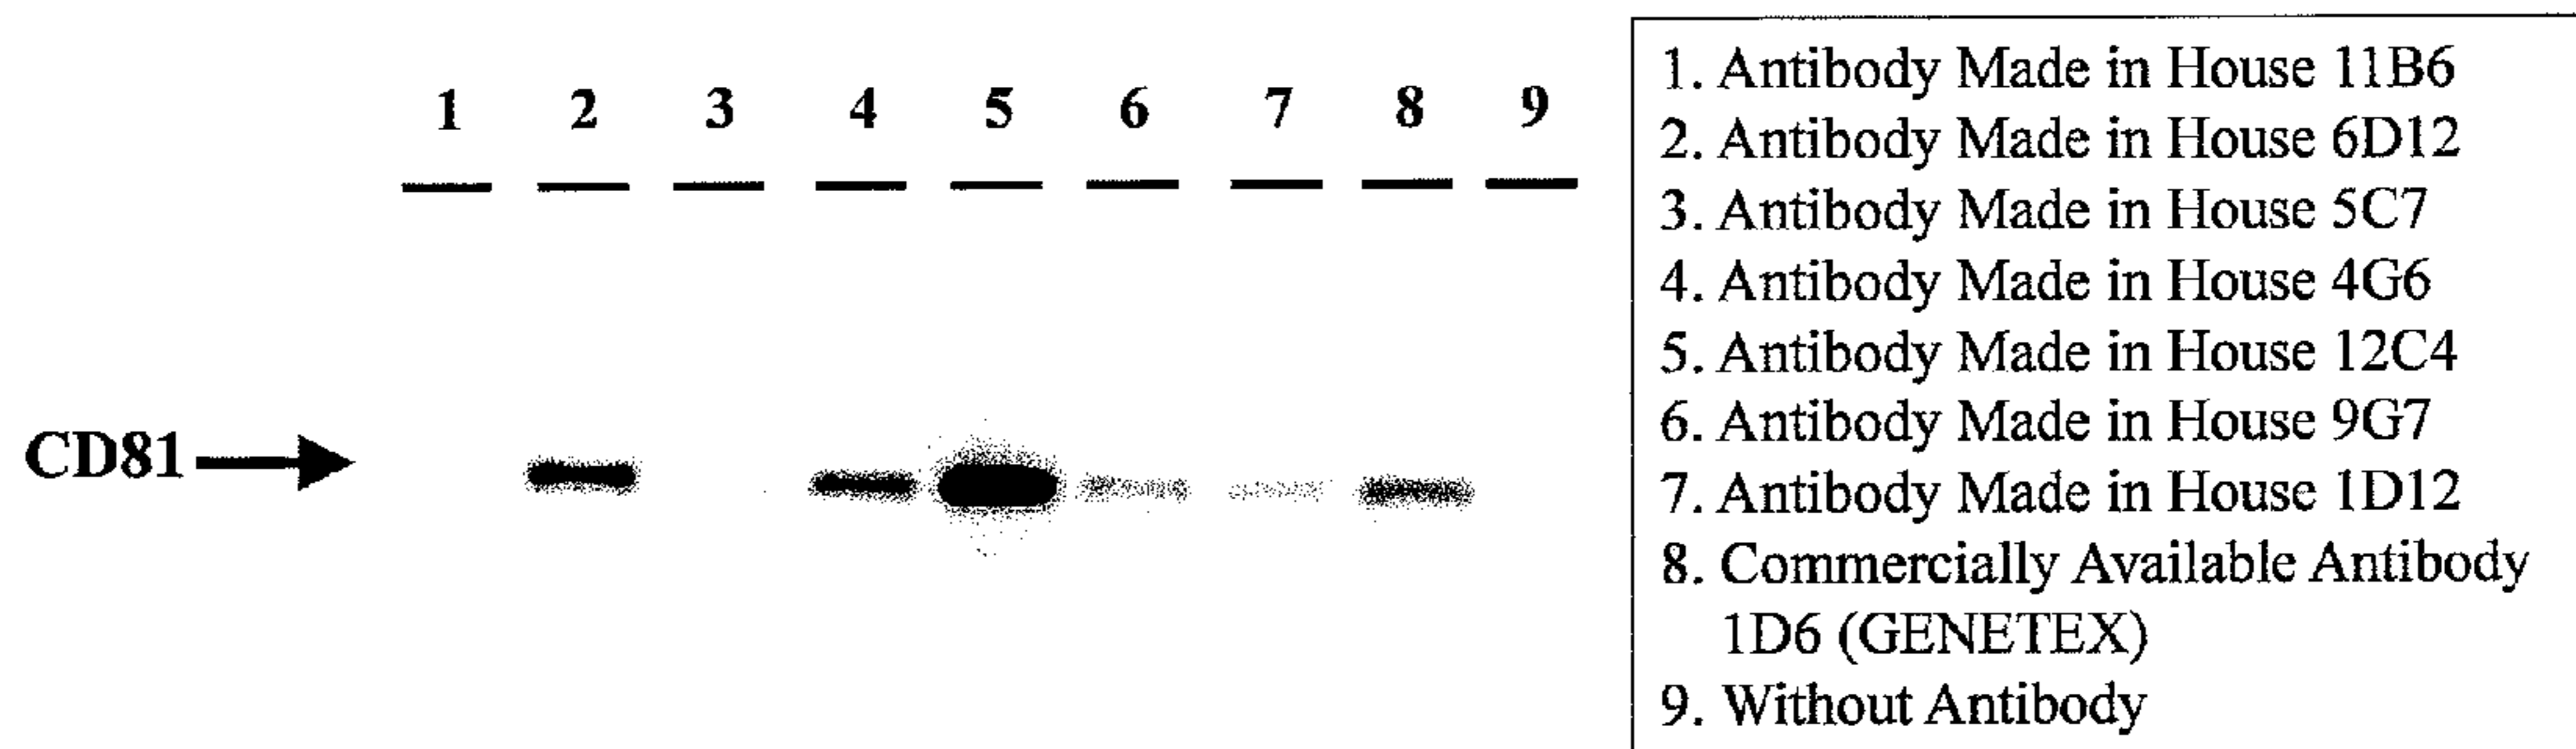 1 2 3 4 5 6 7 8 9
CD81
1. Antibody Made in House 11B6
2. Antibody Made in House 6D12
3. Antibody Made in House 5C7
4. Antibody Made in House 4G6
5. Antibody Made in House 12C4
6. Antibody Made in House 9G7
7. Antibody Made in House 1D12
8. Commercially Available Antibody
1D6 (GENETEX)
9. Without Antibody